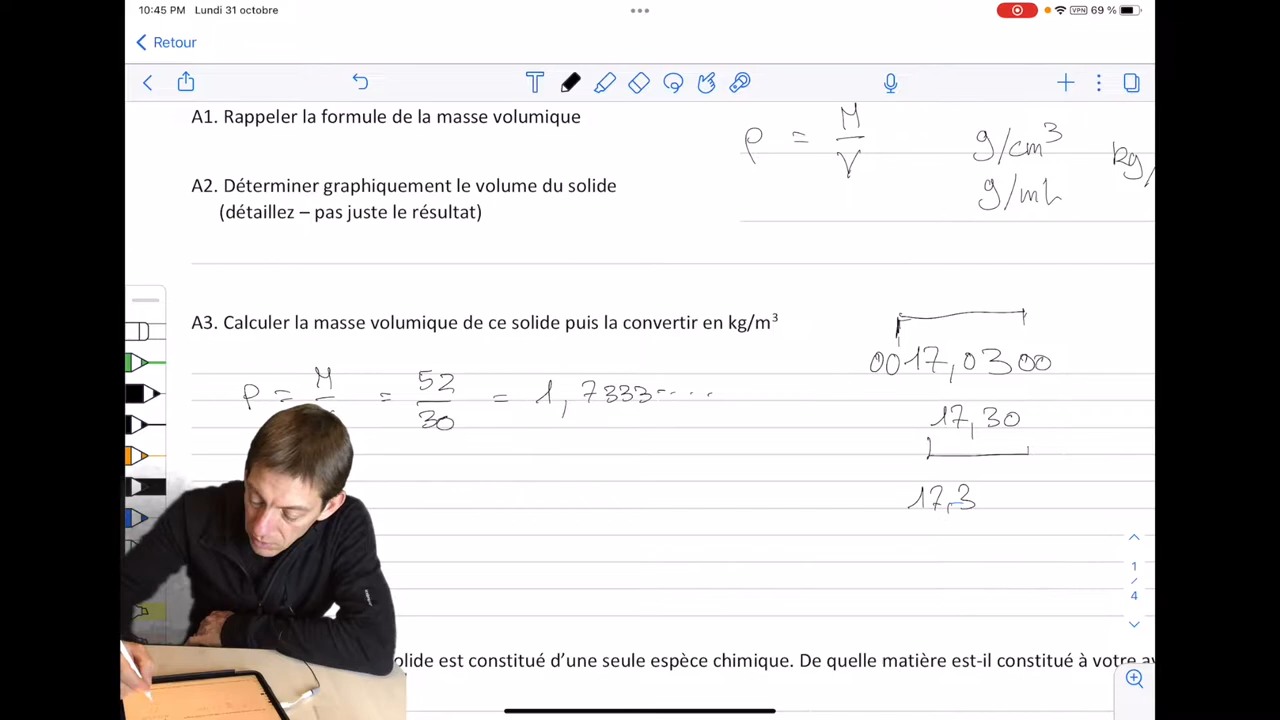 10:45 PM Lundi 31 octobre
VPN 69 %
Retour
A1. Rappeler la formule de la masse volumique
ρ = M / V
g/cm³ kg/
g/mL
A2. Déterminer graphiquement le volume du solide
(détaillez – pas juste le résultat)
A3. Calculer la masse volumique de ce solide puis la convertir en kg/m³
0017,0300
ρ = M = 52 / 30 = 1,7333....
17,30
17,3
1
/
4
olide est constitué d’une seule espèce chimique. De quelle matière est-il constitué à votre